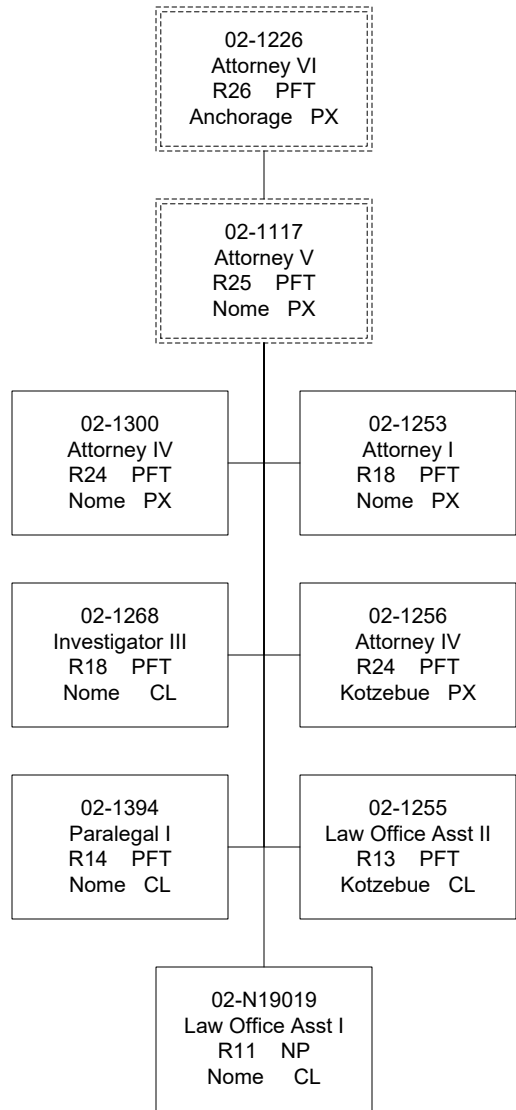 02-1226
Attorney VI
R26 PFT
Anchorage PX
02-1117
Attorney V
R25 PFT
Nome PX
02-1300
Attorney IV
R24 PFT
Nome PX
02-1253
Attorney I
R18 PFT
Nome PX
02-1268
Investigator III
R18 PFT
Nome CL
02-1256
Attorney IV
R24 PFT
Kotzebue PX
02-1394
Paralegal I
R14 PFT
Nome CL
02-1255
Law Office Asst II
R13 PFT
Kotzebue CL
02-N19019
Law Office Asst I
R11 NP
Nome CL